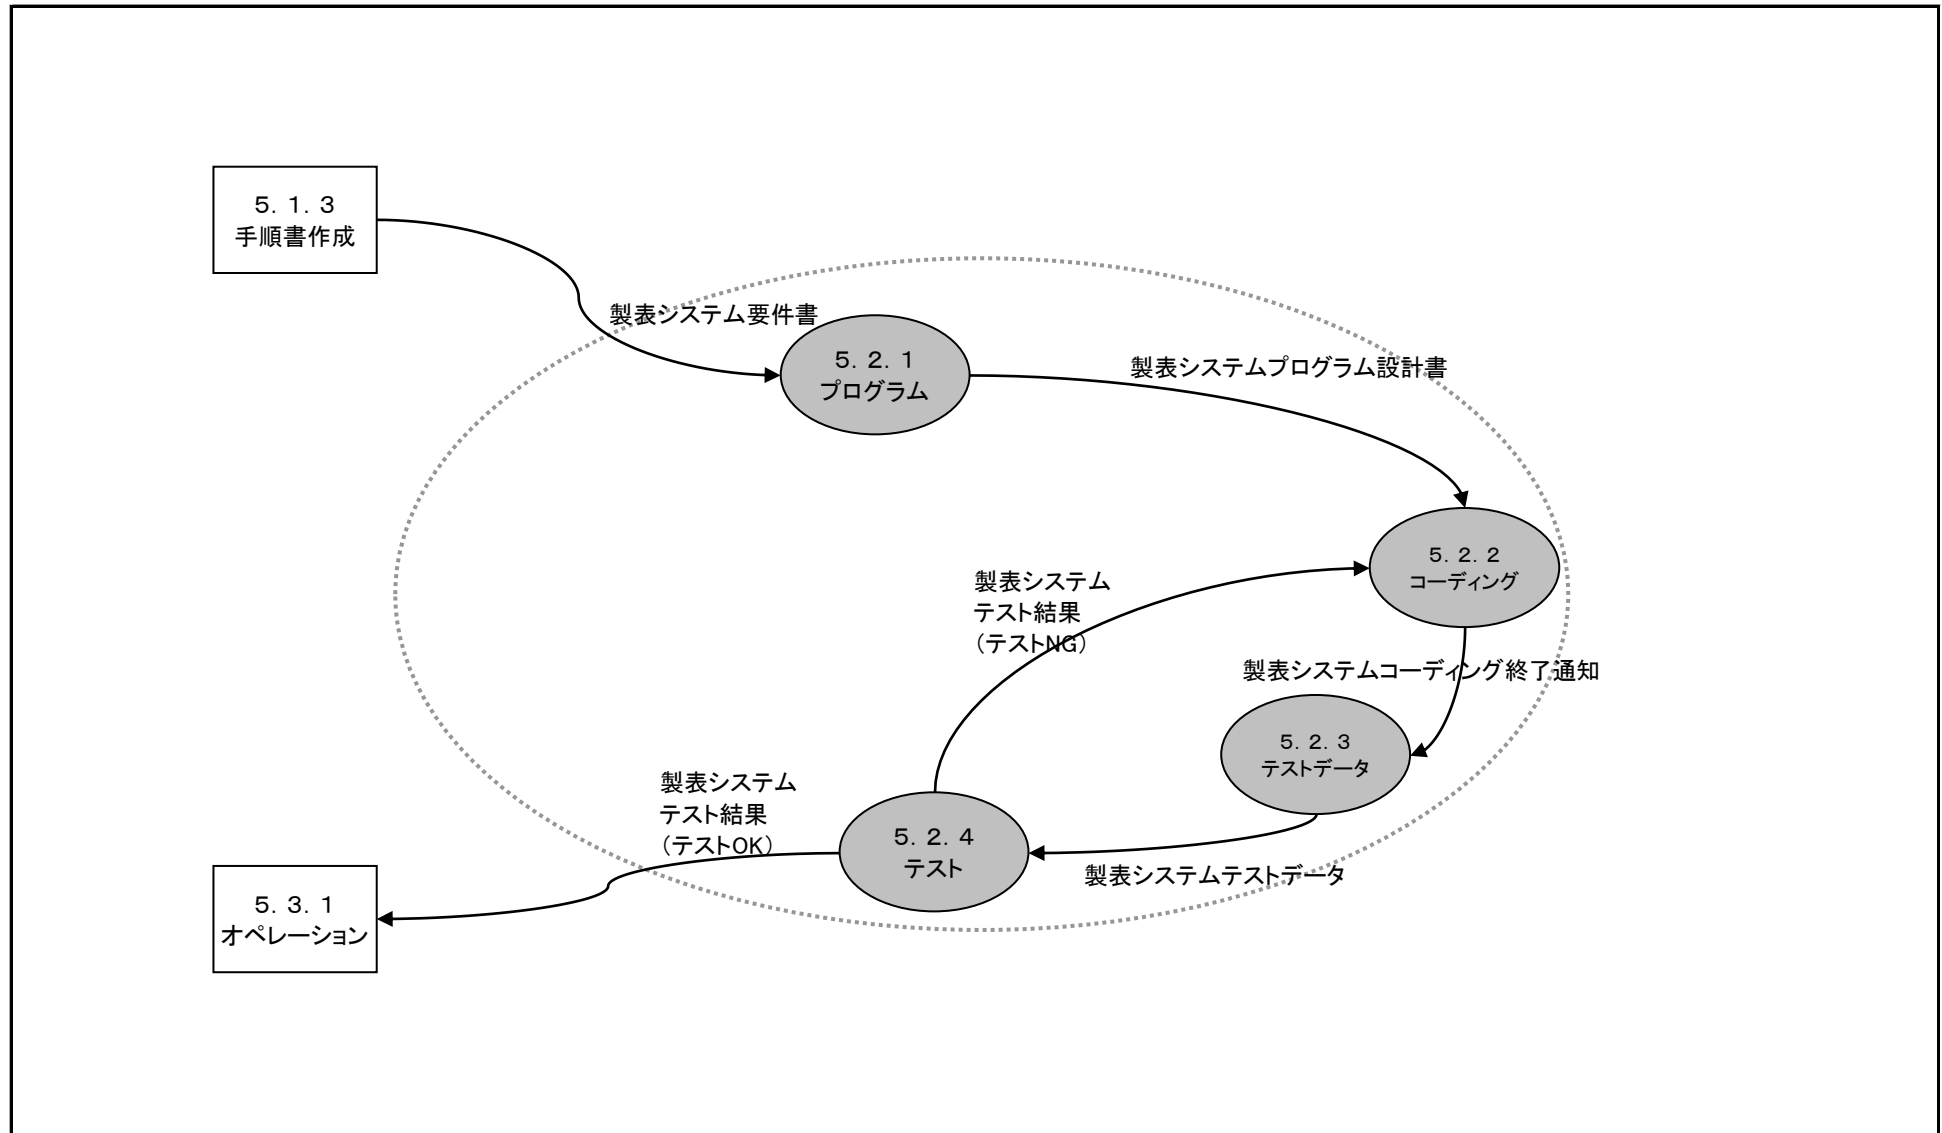 ５．１．３
手順書作成
製表システム要件書
５．２．１
プログラム
製表システムプログラム設計書
５．２．２
コーディング
製表システム
テスト結果
（テストNG）
製表システムコーディング終了通知
５．２．３
テストデータ
製表システム
テスト結果
（テストOK）
５．２．４
テスト
製表システムテストデータ
５．３．１
オペレーション